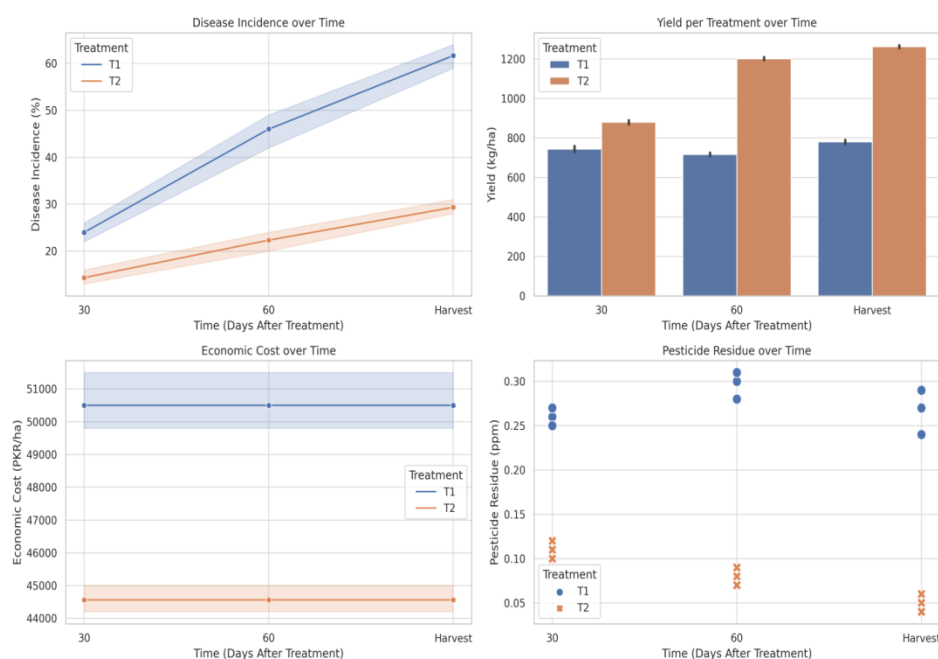 Disease Incidence over Time
Treatment
T1
T2
Disease Incidence (%)
60
50
40
30
20
30
60
Harvest
Time (Days After Treatment)
Yield per Treatment over Time
Treatment
T1
T2
Yield (kg/ha)
1200
1000
800
600
400
200
0
30
60
Harvest
Time (Days After Treatment)
Economic Cost over Time
Economic Cost (PKR/ha)
51000
50000
49000
48000
47000
46000
45000
44000
Treatment
T1
T2
30
60
Harvest
Time (Days After Treatment)
Pesticide Residue over Time
Pesticide Residue (ppm)
0.30
0.25
0.20
0.15
0.10
0.05
Treatment
T1
T2
30
60
Harvest
Time (Days After Treatment)